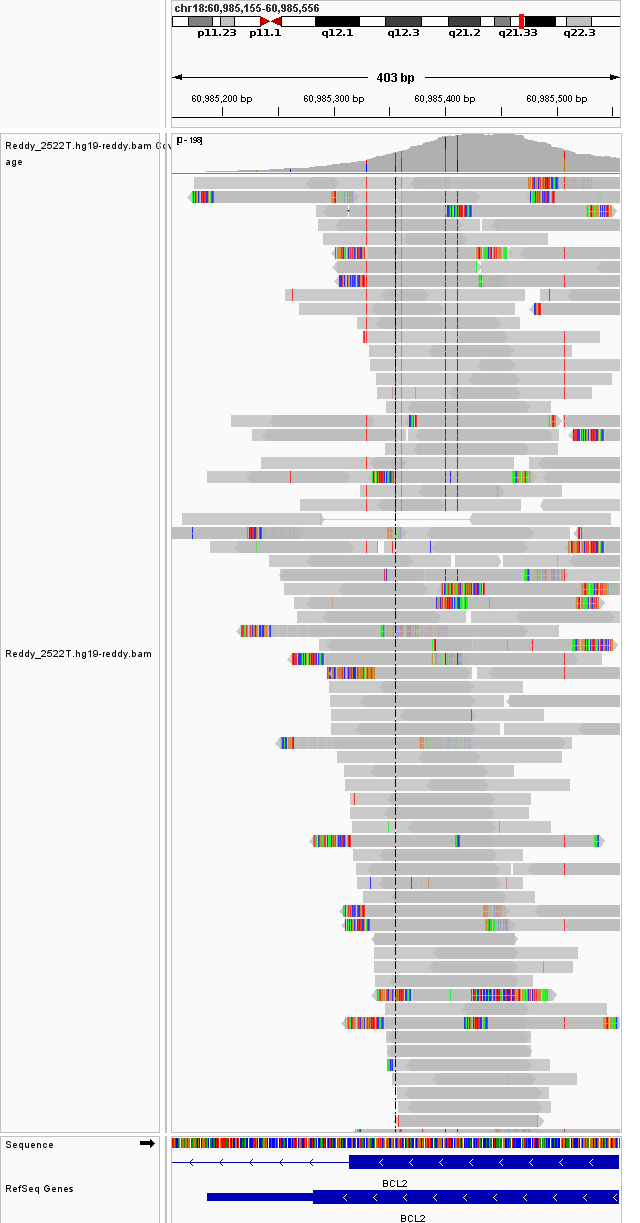 chr18:60,985,155-60,985,556
p11.23 p11.1 q12.1 q12.3 q21.2 q21.33 q22.3
403 bp
60,985,200 bp 60,985,300 bp 60,985,400 bp 60,985,500 bp
[0 - 198]
Reddy_2522T.hg19-reddy.bam Cov
age
Reddy_2522T.hg19-reddy.bam
Sequence
BCL2
RefSeq Genes
BCL2